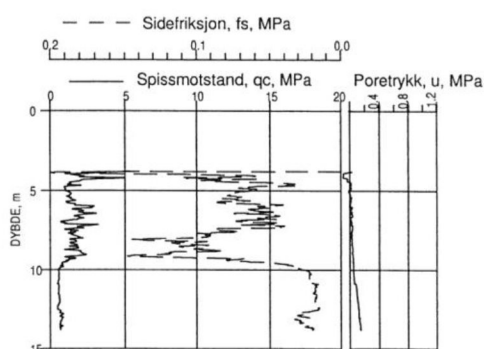 Sidefriksjon, fs, MPa
0,2 0,1 0,0
Spissmotstand, qc, MPa Poretrykk, u, MPa
0 5 10 15 20 0.4 0.8 1.2
0
5
10
15
DYBDE, m